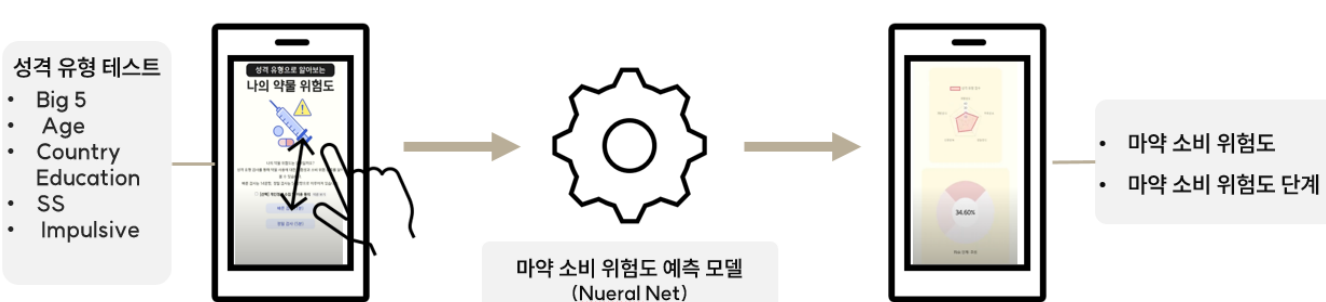 성격 유형 테스트
• Big 5
• Age
• Country
Education
• SS
• Impulsive
성격 유형으로 알아보는
나의 약물 위험도
마약 소비 위험도 예측 모델
(Nueral Net)
34.60%
• 마약 소비 위험도
• 마약 소비 위험도 단계